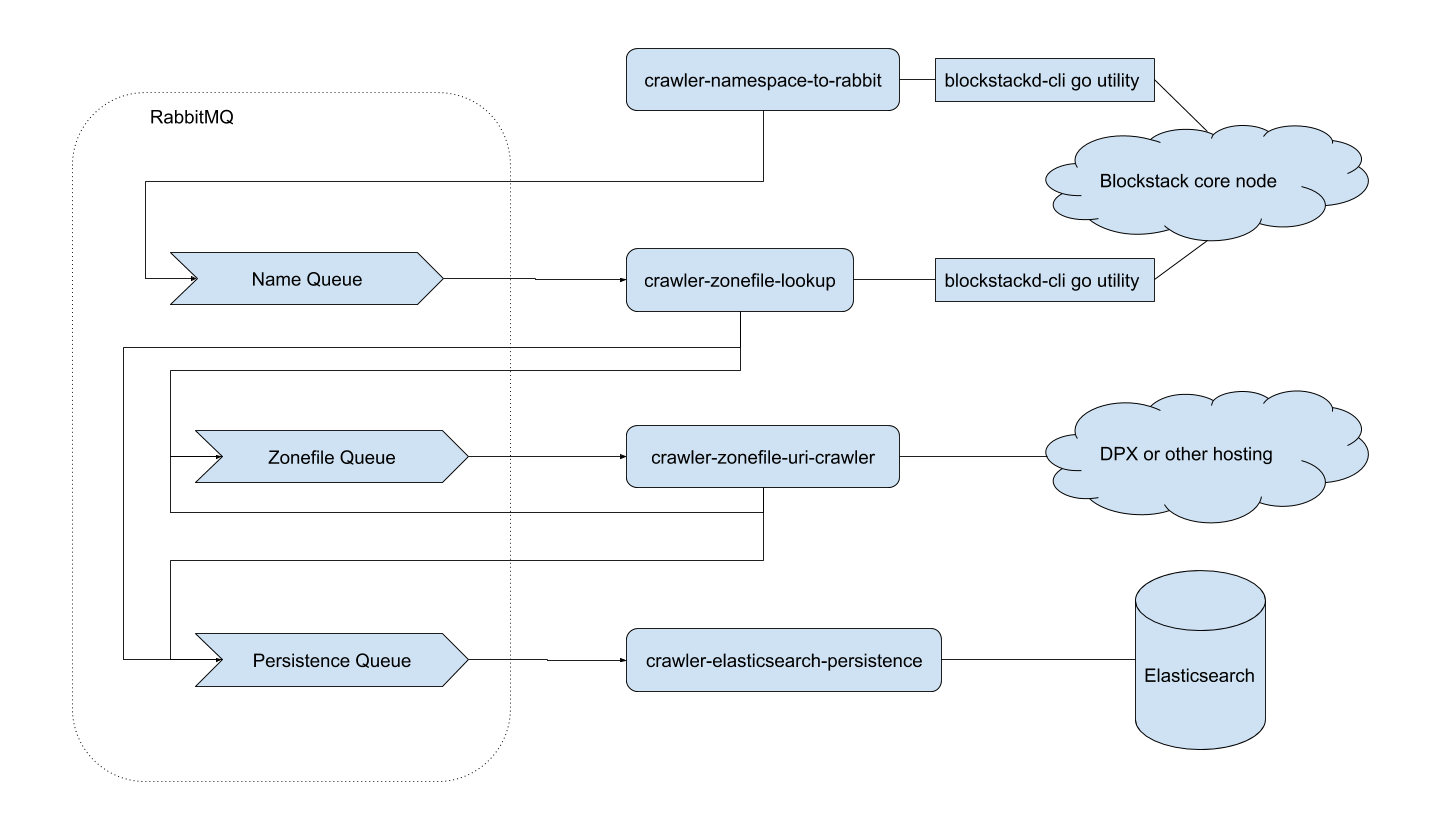 crawler-namespace-to-rabbit
blockstackd-cli go utility
RabbitMQ
Blockstack core node
Name Queue
crawler-zonefile-lookup
blockstackd-cli go utility
Zonefile Queue
crawler-zonefile-uri-crawler
DPX or other hosting
Persistence Queue
crawler-elasticsearch-persistence
Elasticsearch